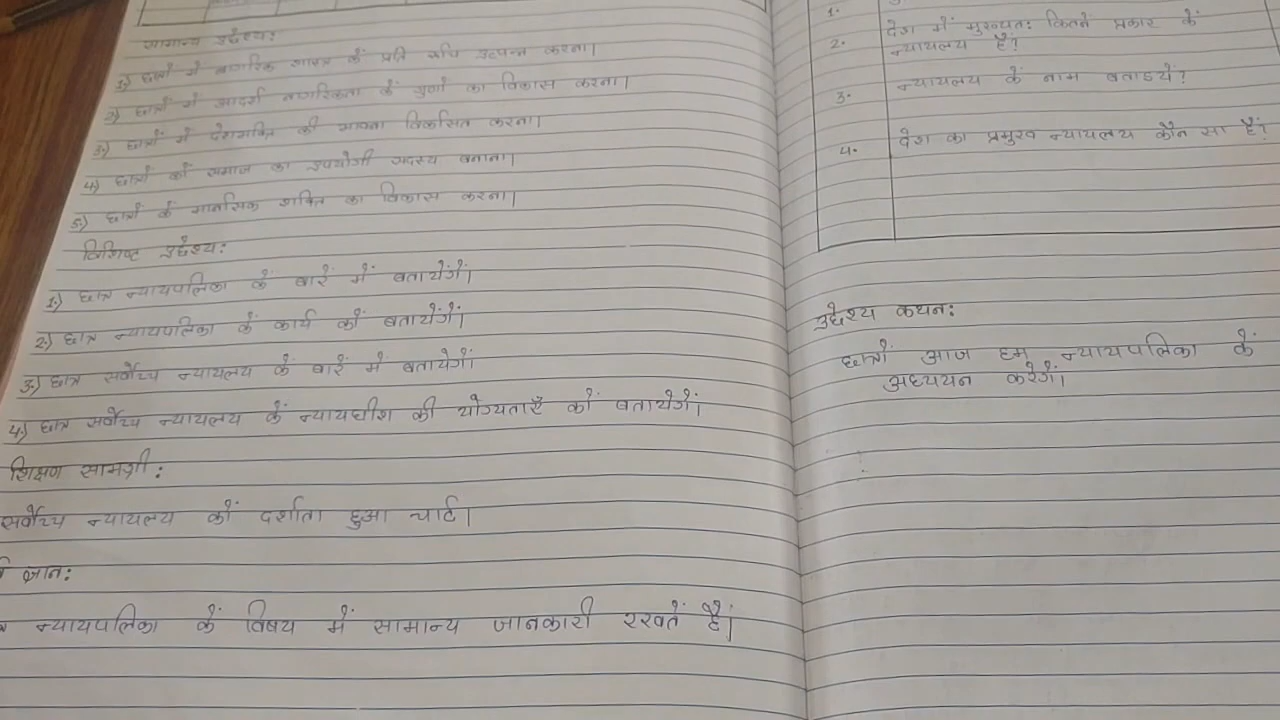 सामान्य उद्देश्य:
1.) छात्रों में नागरिक शास्त्र कें प्रति रूचि उत्पन्न करना।
2.) छात्रों में आदर्श नागरिकता कें गुणों का विकास करना।
3.) छात्रों में देशभक्ति की भावना विकसित करना।
4.) छात्रों कों समाज का उपयोगी सदस्य बनाना।
5.) छात्रों कें मानसिक शक्ति का विकास करना।
विशिष्ट उद्देश्य:
1.) छात्र न्यायपलिका कें बारें में बतायेंगें।
2.) छात्र न्यायपालिका कें कार्य कों बतायेंगें।
3.) छात्र सर्वोच्य न्यायलय कें बारें में बतायेगें।
4.) छात्र सर्वोच्य न्यायलय कें न्यायधीश की योग्यताएँ कों बतायेगें।
शिक्षण सामग्री:
सर्वोच्य न्यायलय कों दर्शाता हुआ चार्ट।
ज्ञान:
न्यायपलिका कें विषय में सामान्य जानकारी रखतें हैं।
1.
2. देश में मुख्यत: कितने प्रकार कें
न्यायलय हैं?
3. न्यायलय कें नाम बताइयें?
4. देश का प्रमुख न्यायलय कौन सा हैं?
उद्देश्य कथन:
छात्रों आज हम न्यायपलिका कें
अध्ययन करेगें।